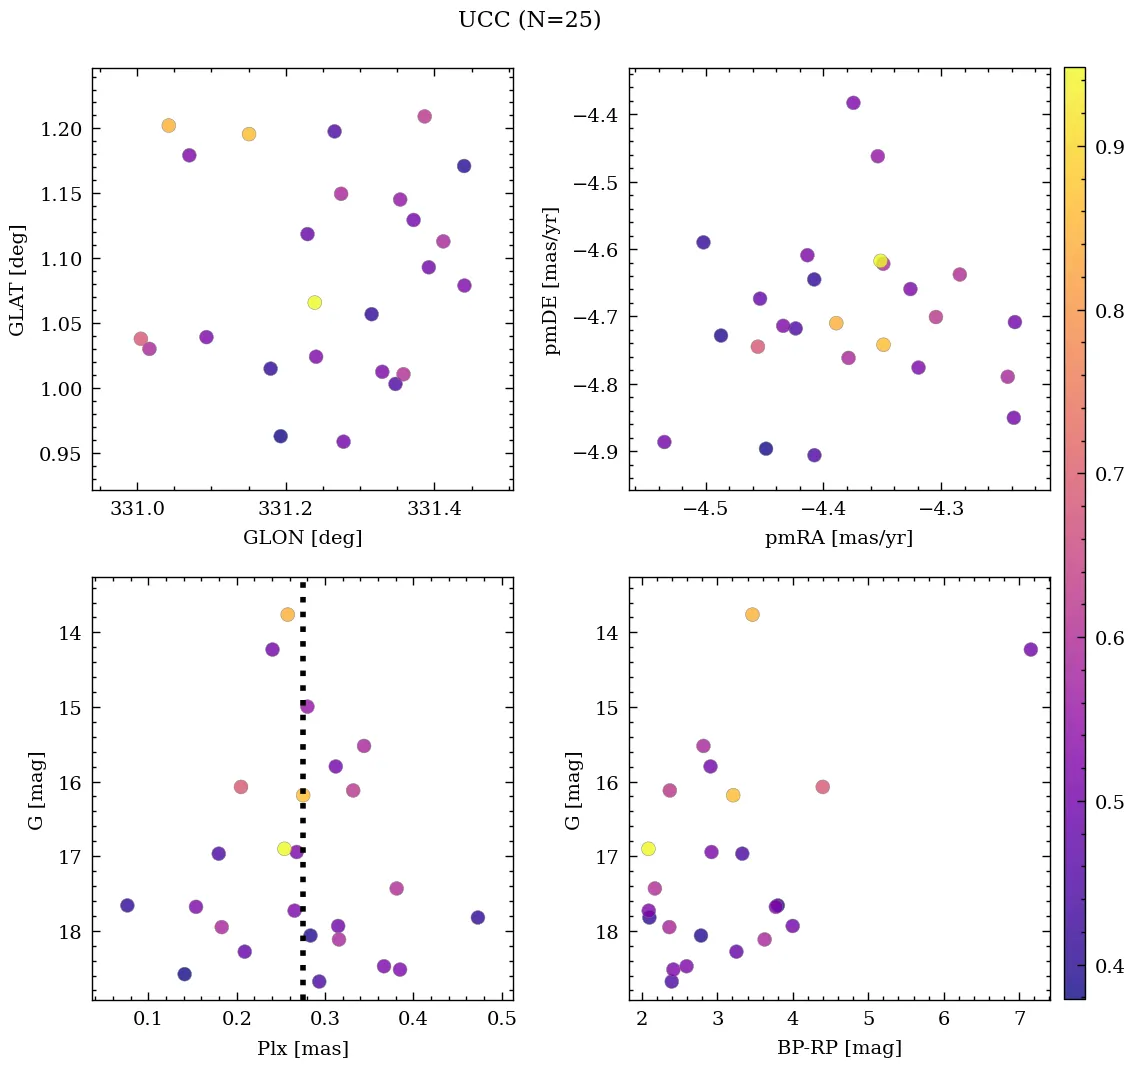 UCC (N=25)
1.20
1.15
1.10
1.05
1.00
0.95
GLAT [deg]
331.0 331.2 331.4
GLON [deg]
−4.4
−4.5
−4.6
−4.7
−4.8
−4.9
pmDE [mas/yr]
−4.5 −4.4 −4.3
pmRA [mas/yr]
14
15
16
17
18
G [mag]
0.1 0.2 0.3 0.4 0.5
Plx [mas]
14
15
16
17
18
G [mag]
2 3 4 5 6 7
BP-RP [mag]
0.9
0.8
0.7
0.6
0.5
0.4